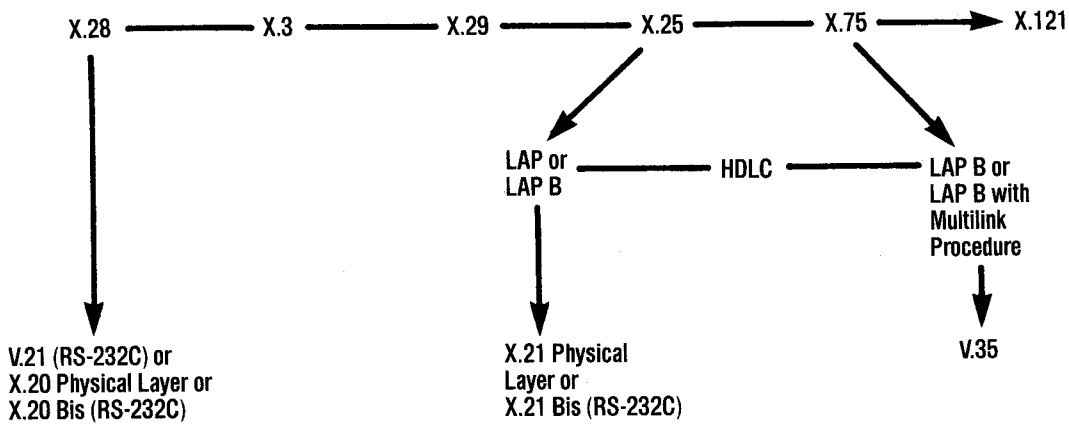 X.28 X.3 X.29 X.25 X.75 X.121
LAP or
LAP B
HDLC
LAP B or
LAP B with
Multilink
Procedure
V.21 (RS-232C) or
X.20 Physical Layer or
X.20 Bis (RS-232C)
X.21 Physical
Layer or
X.21 Bis (RS-232C)
V.35